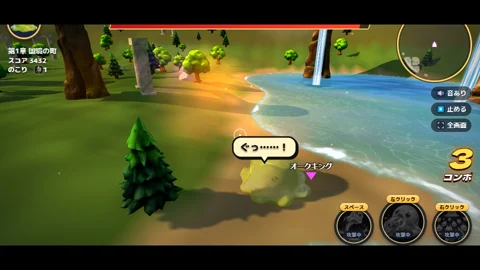 第1章 国境の町
スコア 3432
のこり 1
音あり
止める
全画面
ぐっ……！
オークキング
3
コンボ
スペース
攻撃中
左クリック
攻撃中
右クリック
攻撃中